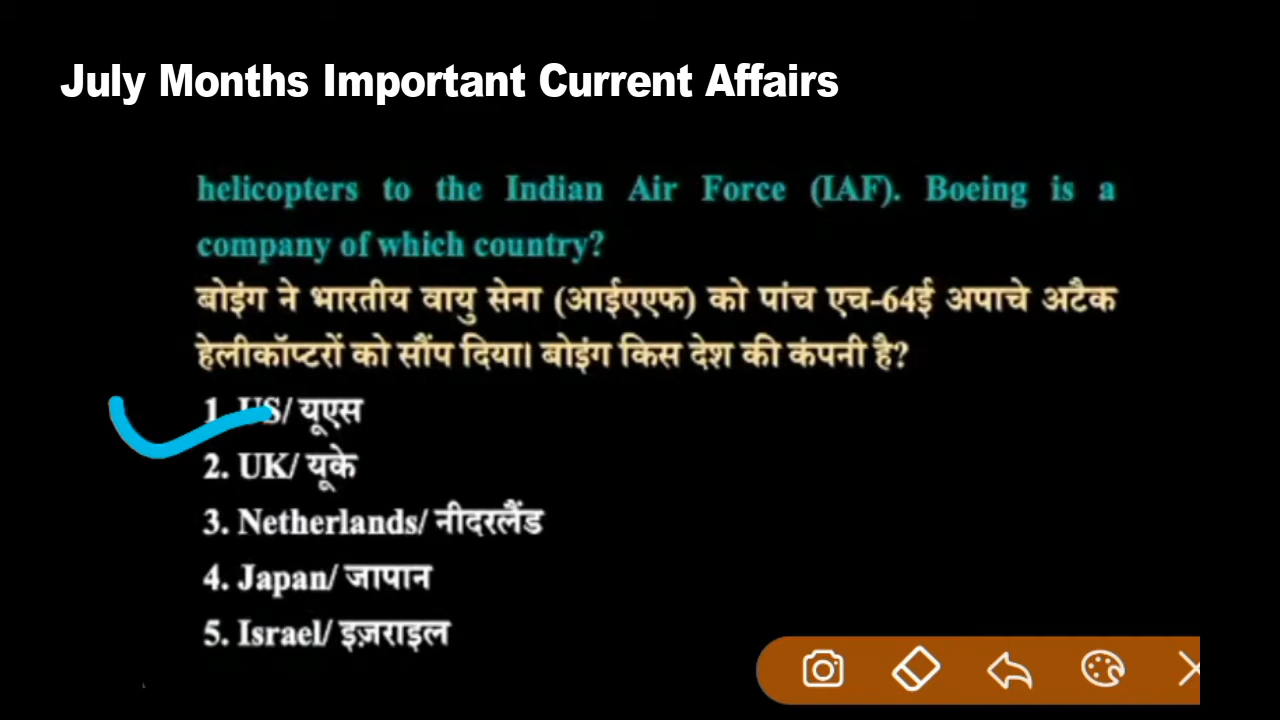 July Months Important Current Affairs
helicopters to the Indian Air Force (IAF). Boeing is a
company of which country?
बोइंग ने भारतीय वायु सेना (आईएएफ) को पांच एच-64ई अपाचे अटैक
हेलीकॉप्टरों को सौंप दिया। बोइंग किस देश की कंपनी है?
1. US/ यूएस
2. UK/ यूके
3. Netherlands/ नीदरलैंड
4. Japan/ जापान
5. Israel/ इज़राइल